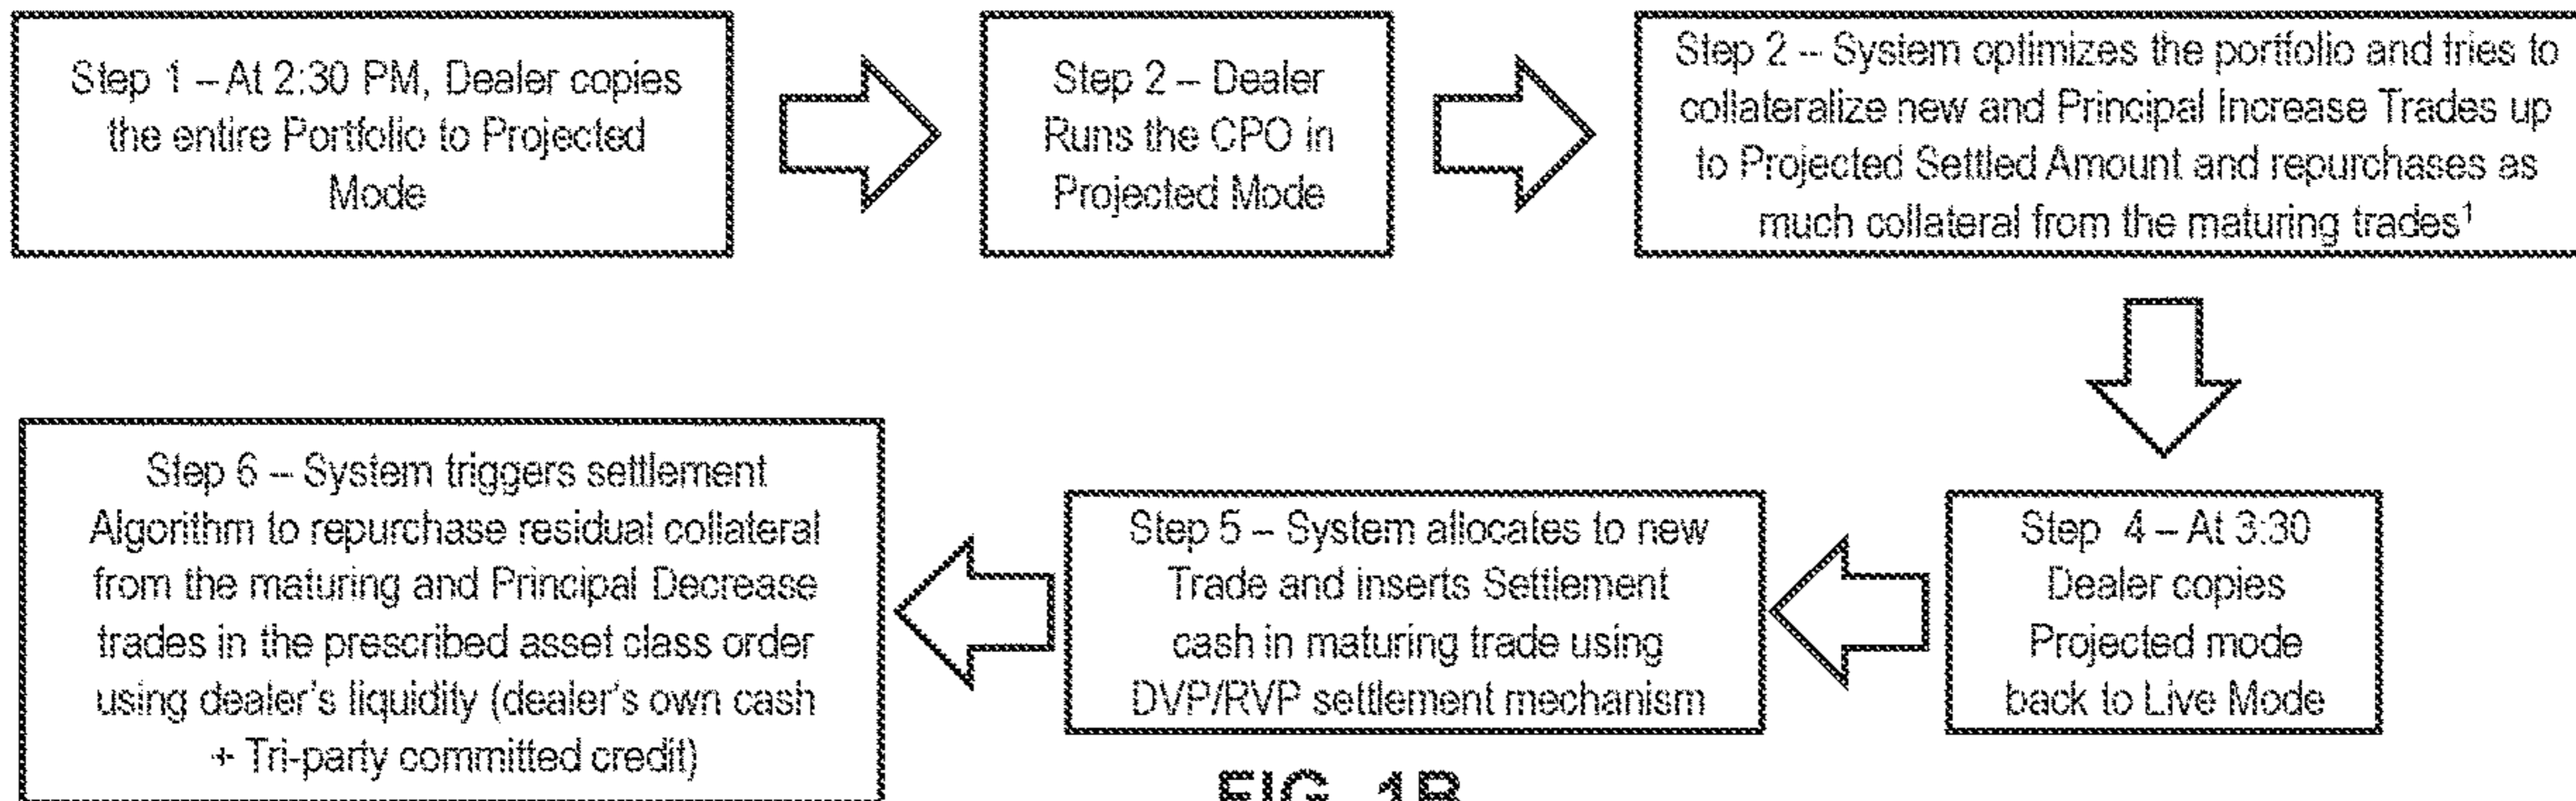 Step 1 – At 2:30 PM, Dealer copies
the entire Portfolio to Projected
Mode
Step 2 – Dealer
Runs the CPO in
Projected Mode
Step 2 – System optimizes the portfolio and tries to
collateralize new and Principal Increase Trades up
to Projected Settled Amount and repurchases as
much collateral from the maturing trades¹
Step 4 – At 3:30
Dealer copies
Projected mode
back to Live Mode
Step 5 – System allocates to new
Trade and inserts Settlement
cash in maturing trade using
DVP/RVP settlement mechanism
Step 6 – System triggers settlement
Algorithm to repurchase residual collateral
from the maturing and Principal Decrease
trades in the prescribed asset class order
using dealer's liquidity (dealer's own cash
+ Tri-party committed credit)
FIG. 1B